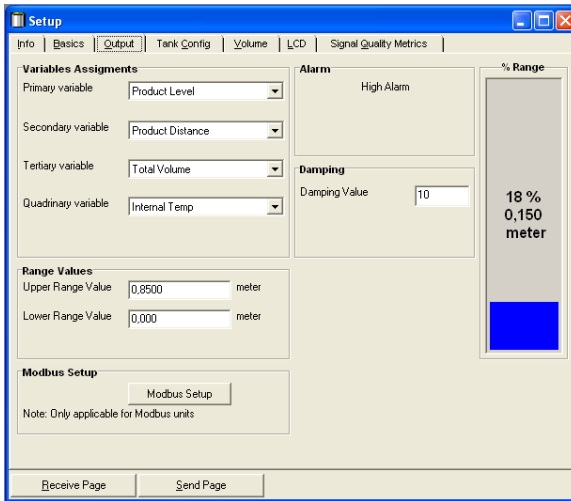 Setup
Info
Basics
Output
Tank Config
Volume
LCD
Signal Quality Metrics
Variables Assigments
Primary variable
Product Level
Secondary variable
Product Distance
Tertiary variable
Total Volume
Quadrinary variable
Internal Temp
Alarm
High Alarm
Damping
Damping Value
10
% Range
18 %
0,150
meter
Range Values
Upper Range Value
0,8500
meter
Lower Range Value
0,000
meter
Modbus Setup
Modbus Setup
Note: Only applicable for Modbus units
Receive Page
Send Page